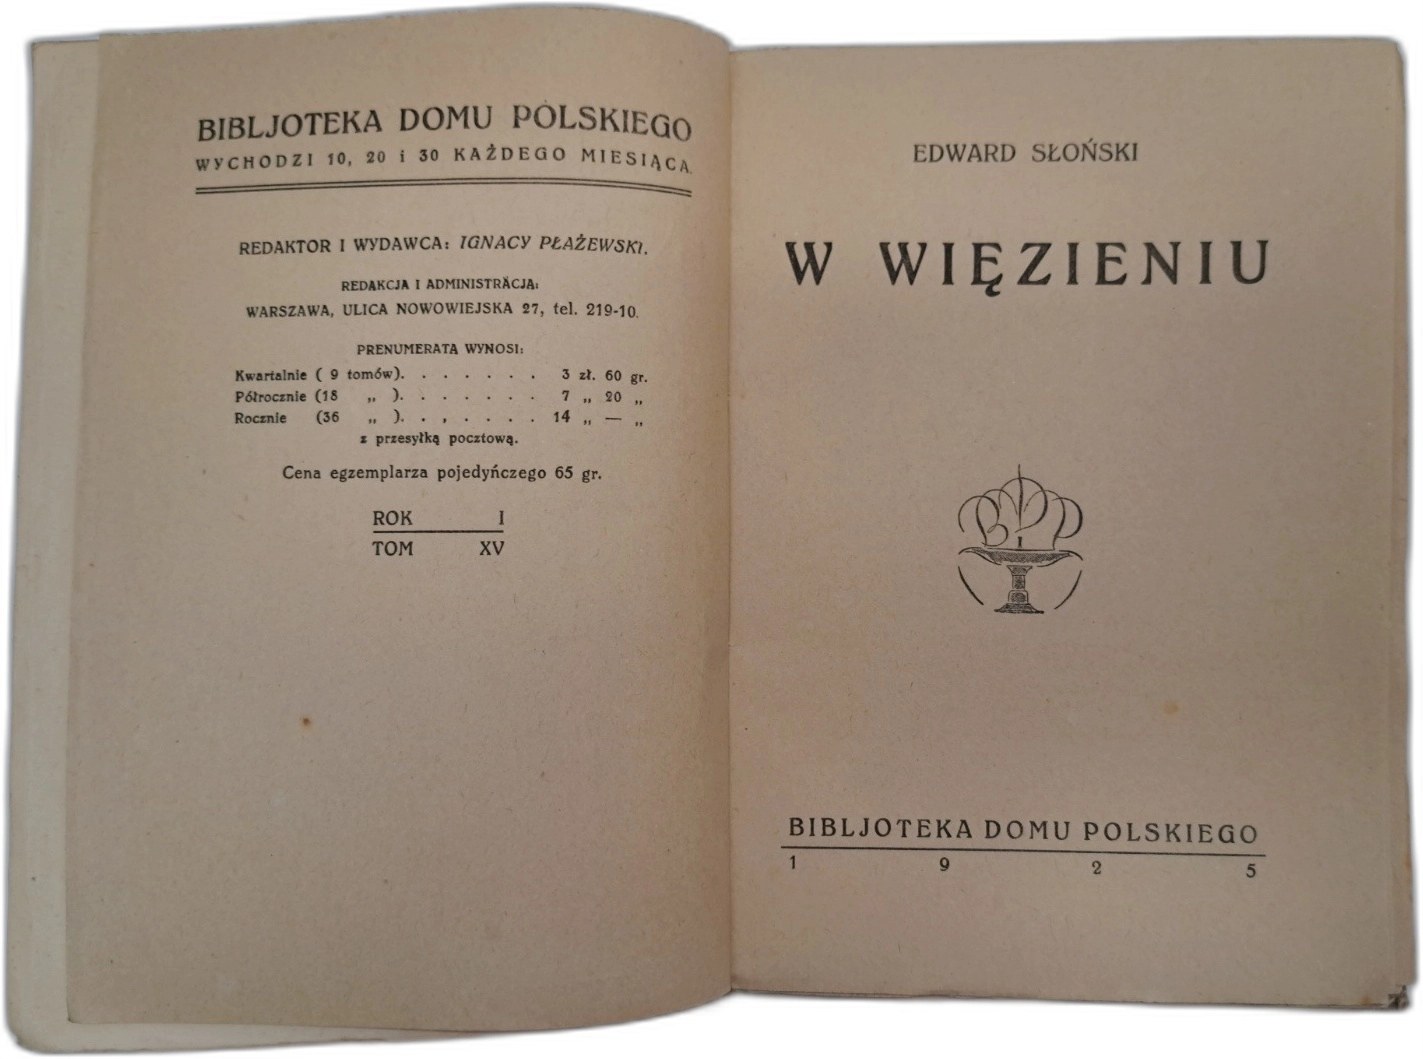 BIBLJOTEKA DOMU POLSKIEGO
WYCHODZI 10, 20 i 30 KAŻDEGO MIESIĄCA.
REDAKTOR I WYDAWCA: IGNACY PŁAŻEWSKI.
REDAKCJA I ADMINISTRACJA:
WARSZAWA, ULICA NOWOWIEJSKA 27, tel. 219-10.
PRENUMERATA WYNOSI:
Kwartalnie ( 9 tomów). . . . . . . 3 zł. 60 gr.
Półrocznie (18 „ ). . . . . . . 7 „ 20 „
Rocznie (36 „ ). . . . . . . 14 „ — „
z przesyłką pocztową.
Cena egzemplarza pojedyńczego 65 gr.
ROK I
TOM XV
EDWARD SŁOŃSKI
W WIĘZIENIU
BDP
BIBLJOTEKA DOMU POLSKIEGO
1 9 2 5